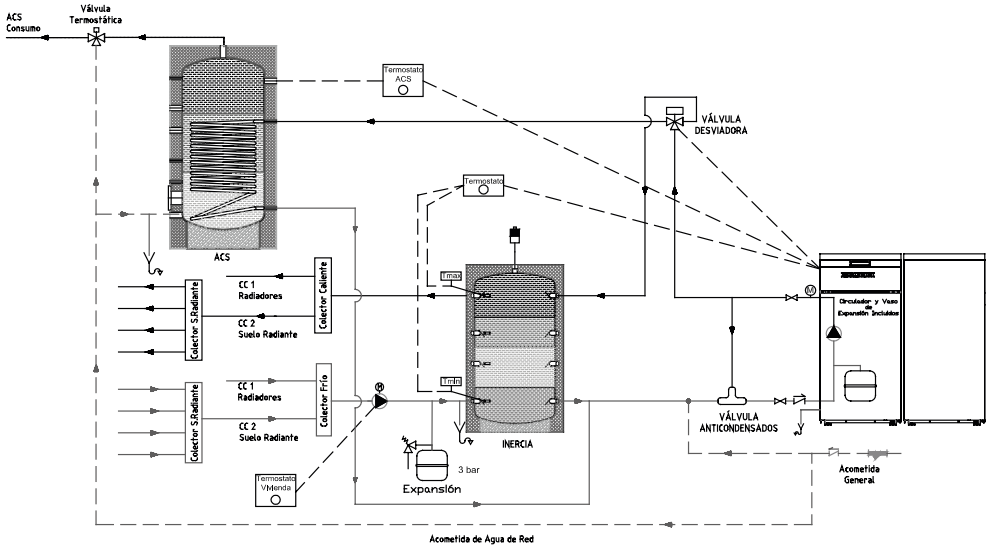 ACS
Consumo
Válvula
Termostática
Termostato
ACS
VÁLVULA
DESVIADORA
Termostato
ACS
Tmax
CC 1
Radiadores
Colector Caliente
Colector S.Radiante
CC 2
Suelo Radiante
M
Circulador y Vaso
de
Expansión Incluidos
Tmin
M
CC 1
Radiadores
Colector Frío
Colector S.Radiante
CC 2
Suelo Radiante
VÁLVULA
ANTICONDENSADOS
INERCIA
3 bar
Expansión
Termostato
VMenda
Acometida
General
Acometida de Agua de Red